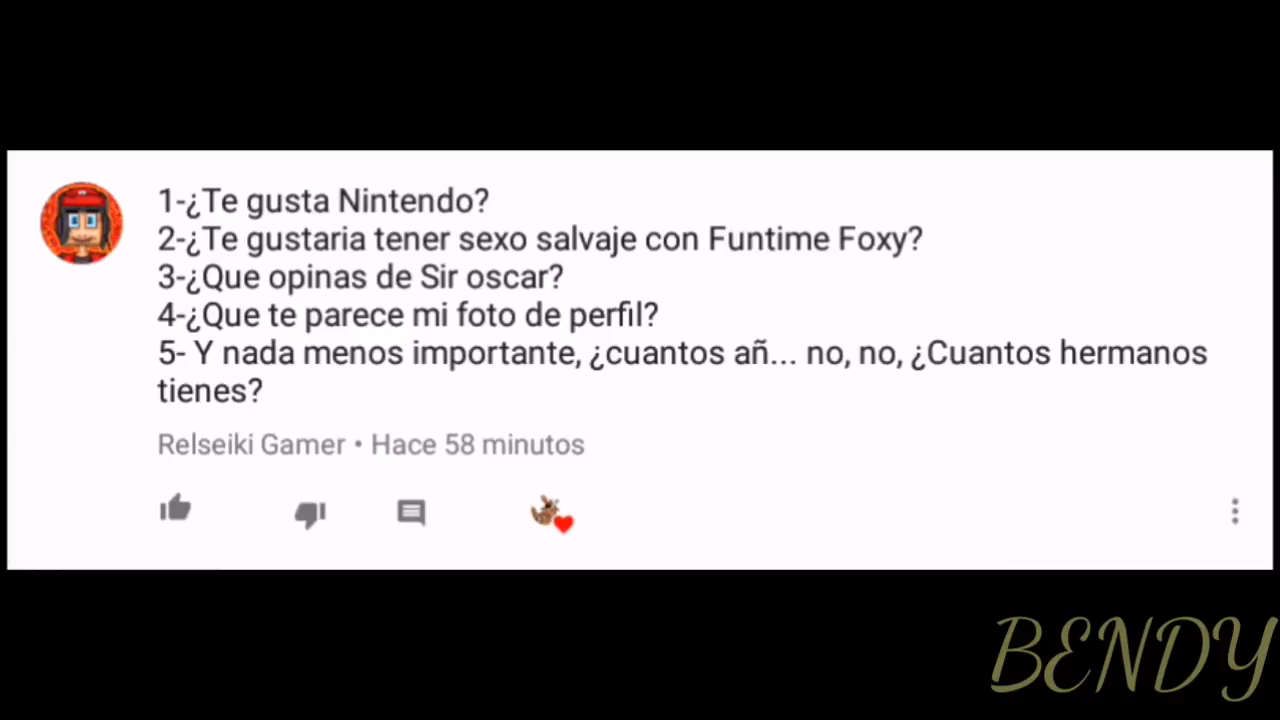 1-¿Te gusta Nintendo?
2-¿Te gustaria tener sexo salvaje con Funtime Foxy?
3-¿Que opinas de Sir oscar?
4-¿Que te parece mi foto de perfil?
5- Y nada menos importante, ¿cuantos añ... no, no, ¿Cuantos hermanos
tienes?
Relseiki Gamer • Hace 58 minutos
BENDY